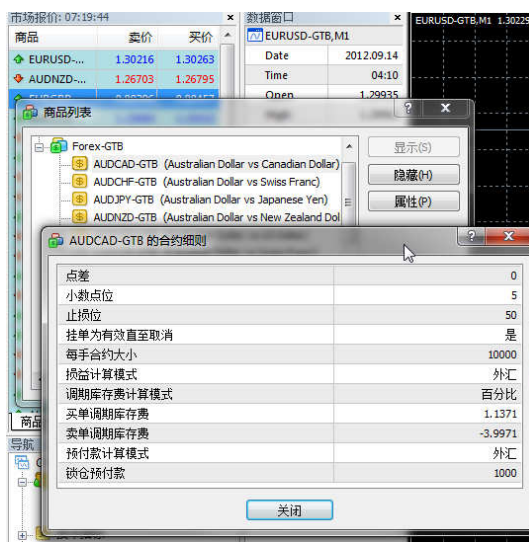 市场报价: 07:19:44
商品 卖价 买价
EURUSD-... 1.30216 1.30263
AUDNZD-... 1.26703 1.26795
数据窗口
EURUSD-GTB,M1
Date 2012.09.14
Time 04:10
Open 1.29935
EURUSD-GTB,M1 1.30229
商品列表
Forex-GTB
AUDCAD-GTB (Australian Dollar vs Canadian Dollar)
AUDCHF-GTB (Australian Dollar vs Swiss Franc)
AUDJPY-GTB (Australian Dollar vs Japanese Yen)
AUDNZD-GTB (Australian Dollar vs New Zealand Dol
显示(S)
隐藏(H)
属性(P)
AUDCAD-GTB 的合约细则
点差 0
小数点位 5
止损位 50
挂单为有效直至取消 是
每手合约大小 10000
损益计算模式 外汇
调期库存费计算模式 百分比
买单调期库存费 1.1371
卖单调期库存费 -3.9971
预付款计算模式 外汇
锁仓预付款 1000
关闭
商品
导航